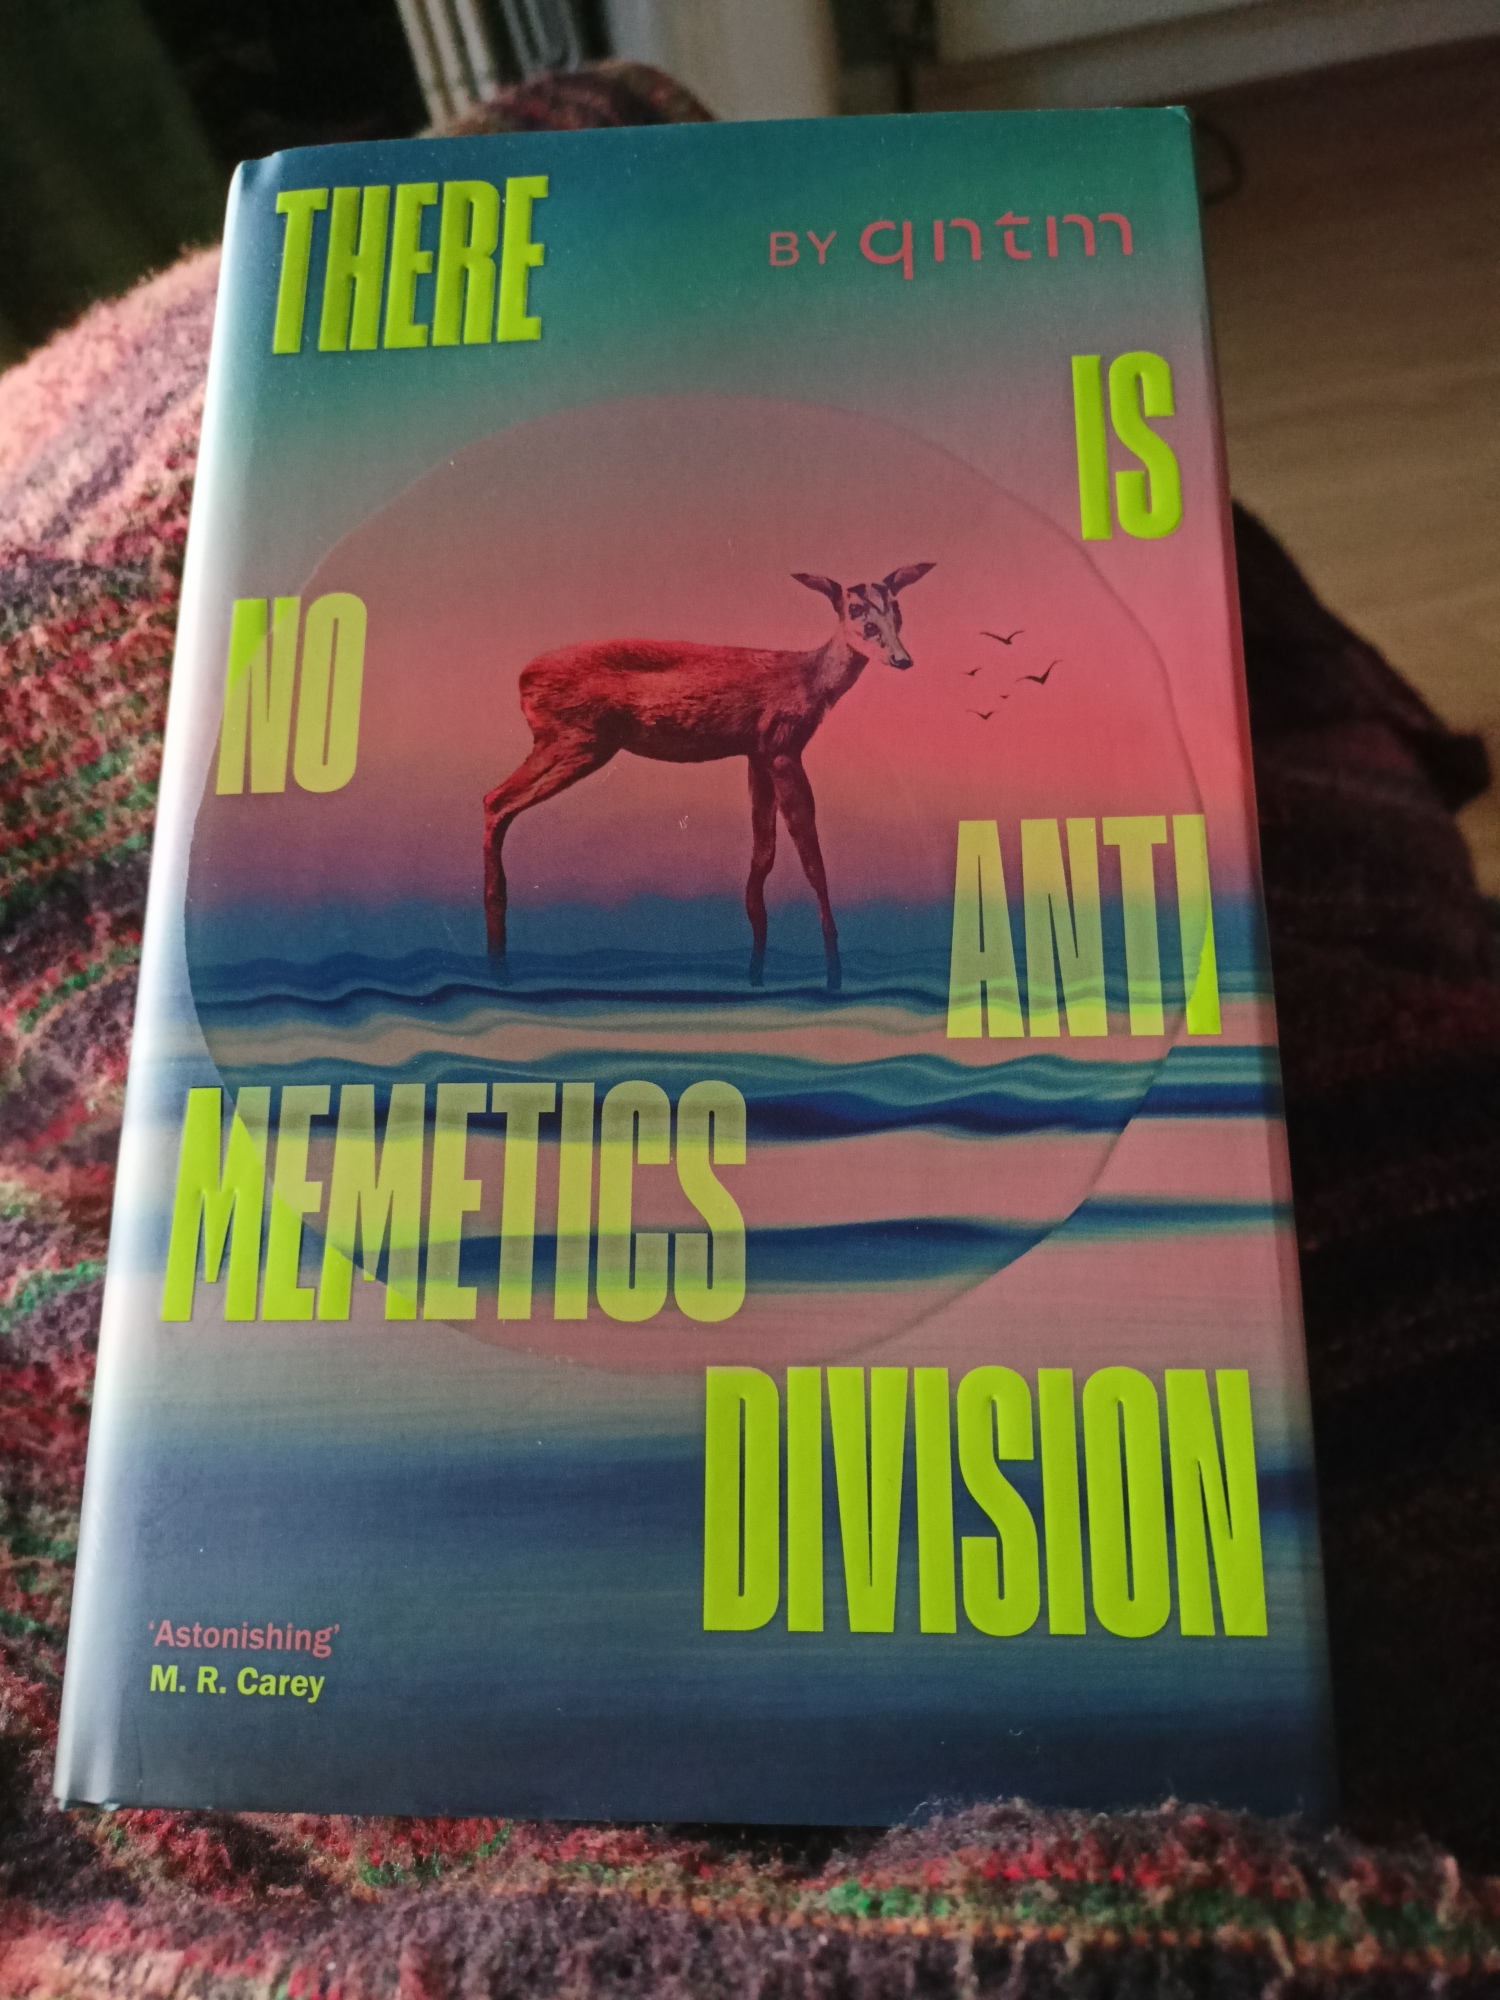 THERE
BY qntm
IS
NO
ANTI
MEMETICS
DIVISION
‘Astonishing’
M. R. Carey